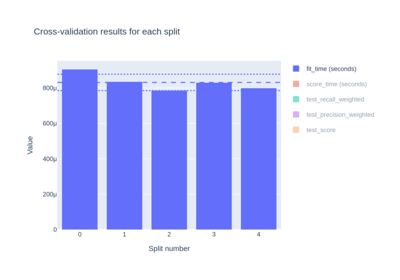 Cross-validation results for each split
fit_time (seconds)
score_time (seconds)
test_recall_weighted
test_precision_weighted
test_score
Value
800μ
600μ
400μ
200μ
0
0 1 2 3 4
Split number